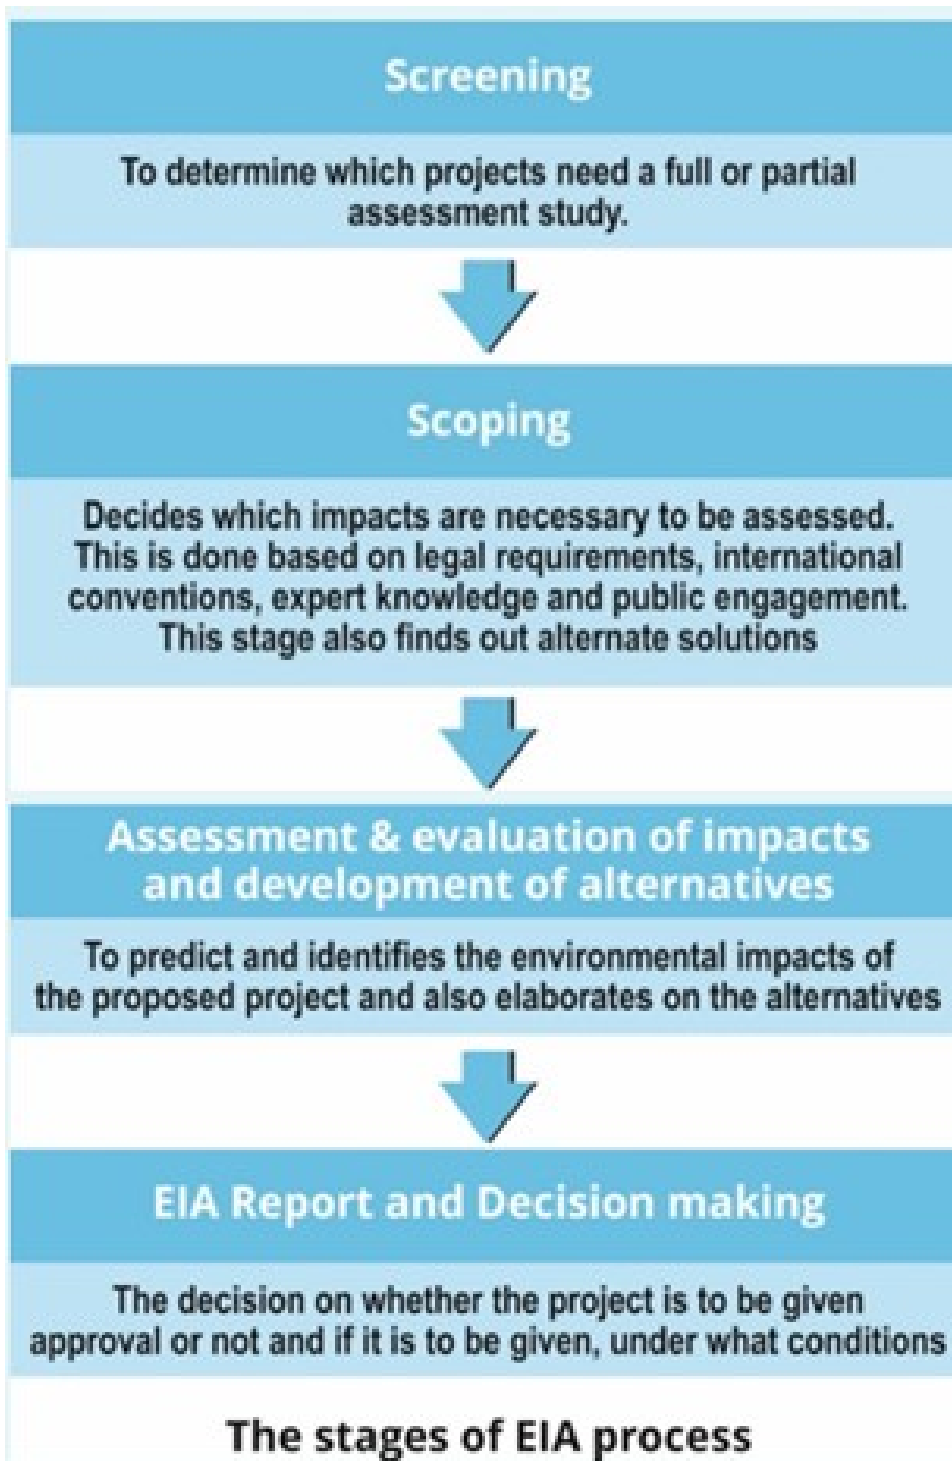 Screening
To determine which projects need a full or partial
assessment study.
Scoping
Decides which impacts are necessary to be assessed.
This is done based on legal requirements, international
conventions, expert knowledge and public engagement.
This stage also finds out alternate solutions
Assessment & evaluation of impacts
and development of alternatives
To predict and identifies the environmental impacts of
the proposed project and also elaborates on the alternatives
EIA Report and Decision making
The decision on whether the project is to be given
approval or not and if it is to be given, under what conditions
The stages of EIA process